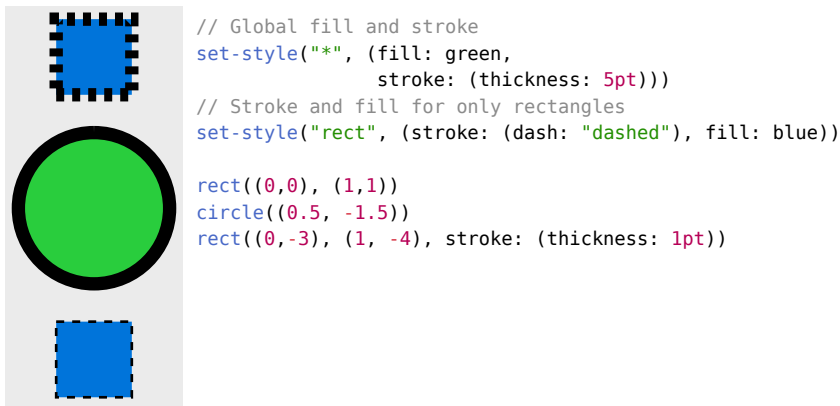 // Global fill and stroke
set-style("*", (fill: green,
                stroke: (thickness: 5pt)))
// Stroke and fill for only rectangles
set-style("rect", (stroke: (dash: "dashed"), fill: blue))
rect((0,0), (1,1))
circle((0.5, -1.5))
rect((0,-3), (1, -4), stroke: (thickness: 1pt))